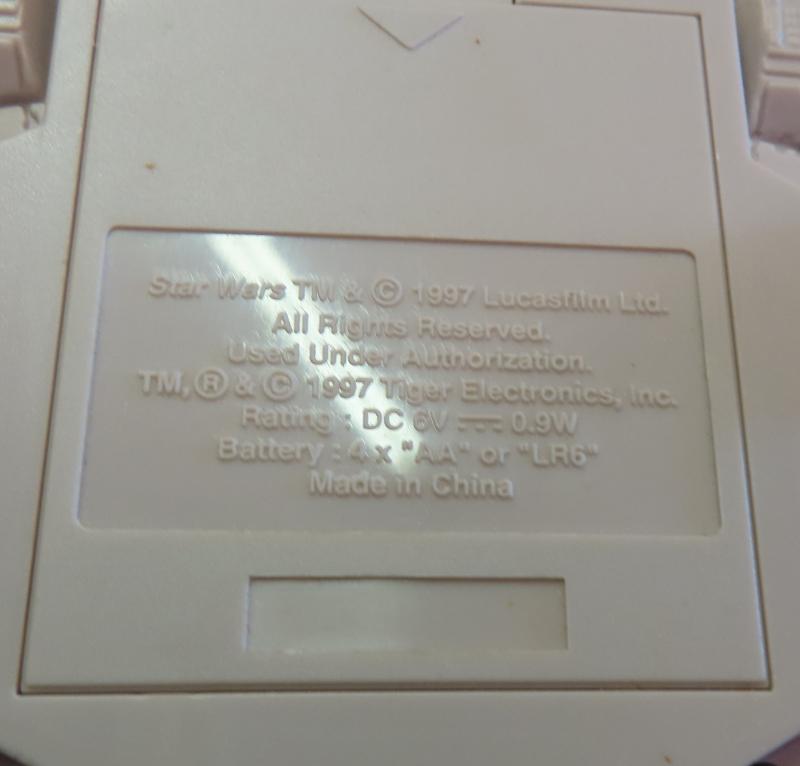 Star Wars TM & © 1997 Lucasfilm Ltd.
All Rights Reserved.
Used Under Authorization.
TM, ® & © 1997 Tiger Electronics, Inc.
Rating : DC 6V ⎓ 0.9W
Battery : 4 x "AA" or "LR6"
Made in China